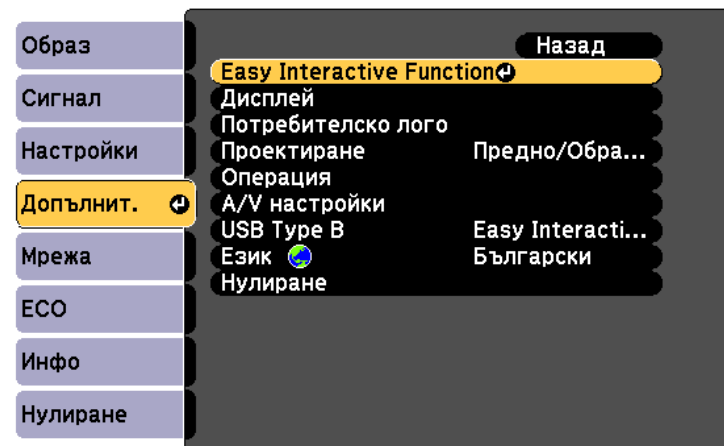 Образ
Сигнал
Настройки
Допълнит.
Мрежа
ECO
Инфо
Нулиране
Назад
Easy Interactive Function
Дисплей
Потребителско лого
Проектиране Предно/Обра...
Операция
A/V настройки
USB Type B Easy Interacti...
Език Български
Нулиране